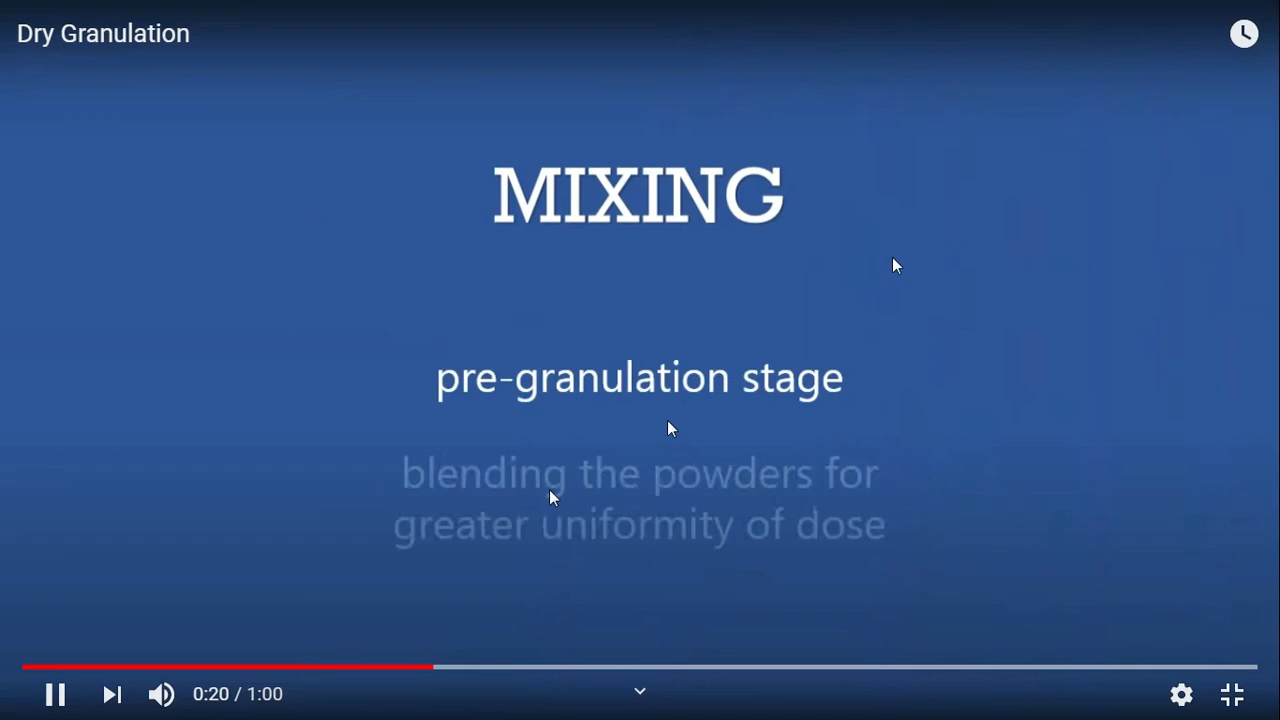 Dry Granulation
MIXING
pre-granulation stage
blending the powders for
greater uniformity of dose
0:20 / 1:00